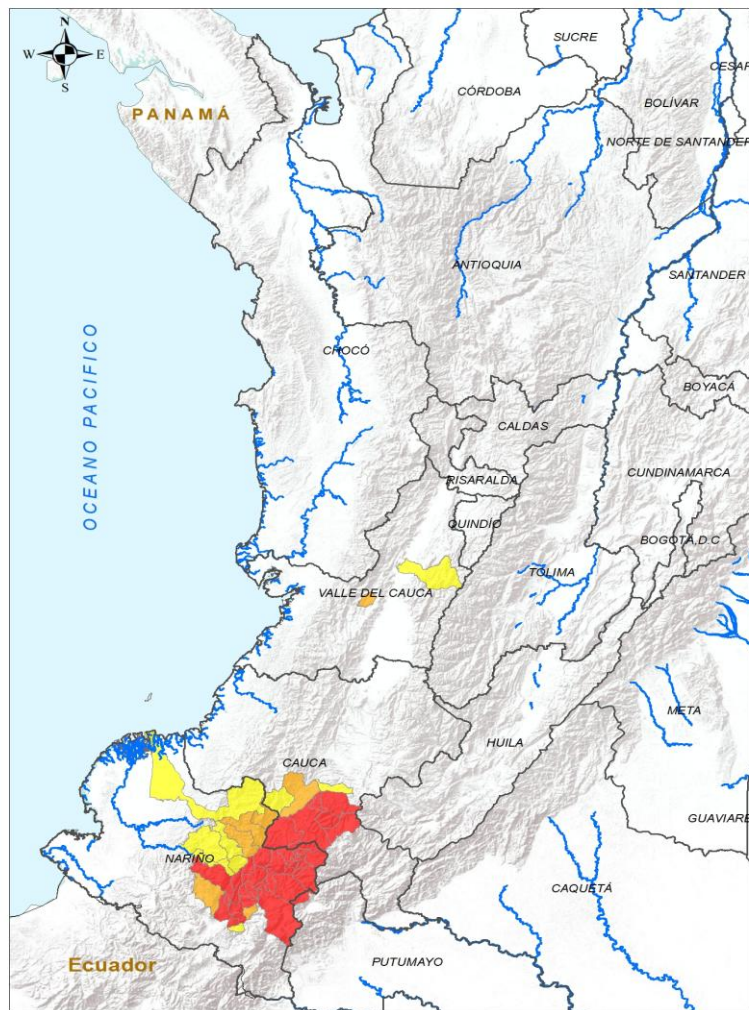 N
W E
S
SUCRE
CESAR
CÓRDOBA
BOLÍVAR
PANAMÁ
NORTE DE SANTANDER
ANTIOQUIA
SANTANDER
OCEANO PACIFICO
CHOCÓ
BOYACÁ
CALDAS
CUNDINAMARCA
RISARALDA
QUINDÍO
BOGOTÁ,D.C
TOLIMA
VALLE DEL CAUCA
META
HUILA
CAUCA
GUAVIARE
NARIÑO
CAQUETÁ
PUTUMAYO
Ecuador